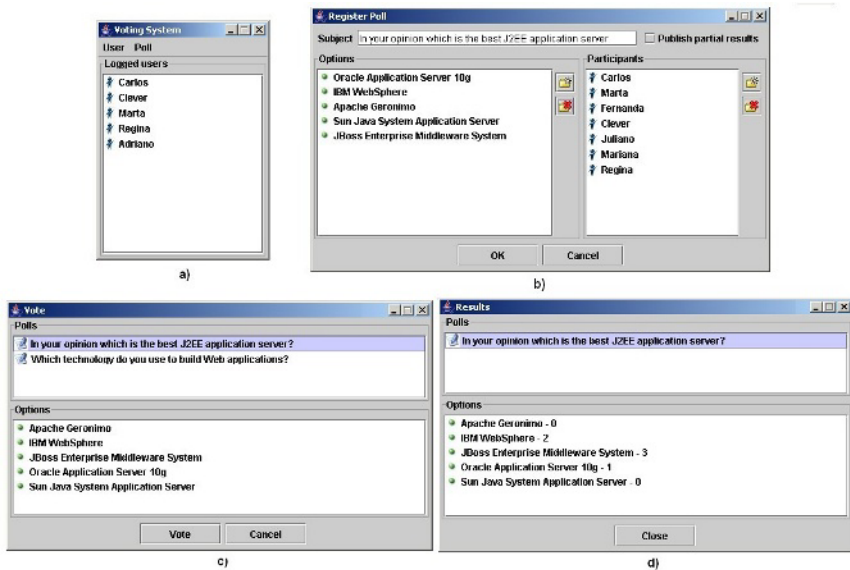 Voting System
User Poll
Logged users
Carlos
Clever
Marta
Regina
Adriano
a)
Register Poll
Subject In your opinion which is the best J2EE application server
Publish partial results
Options
Oracle Application Server 10g
IBM WebSphere
Apache Geronimo
Sun Java System Application Server
JBoss Enterprise Middleware System
Participants
Carlos
Marta
Fernanda
Clever
Juliano
Mariana
Regina
OK Cancel
b)
Vote
Polls
In your opinion which is the best J2EE application server?
Which technology do you use to build Web applications?
Options
Apache Geronimo
IBM WebSphere
JBoss Enterprise Middleware System
Oracle Application Server 10g
Sun Java System Application Server
Vote Cancel
c)
Results
Polls
In your opinion which is the best J2EE application server?
Options
Apache Geronimo - 0
IBM WebSphere - 2
JBoss Enterprise Middleware System - 3
Oracle Application Server 10g - 1
Sun Java System Application Server - 0
Close
d)